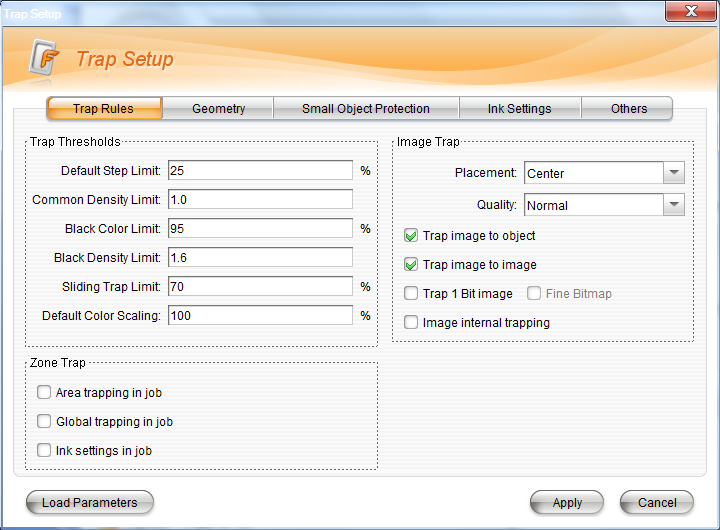 Trap Setup
Trap Setup
Trap Rules Geometry Small Object Protection Ink Settings Others
Trap Thresholds
Default Step Limit: 25 %
Common Density Limit: 1.0
Black Color Limit: 95 %
Black Density Limit: 1.6
Sliding Trap Limit: 70 %
Default Color Scaling: 100 %
Image Trap
Placement: Center
Quality: Normal
Trap image to object
Trap image to image
Trap 1 Bit image Fine Bitmap
Image internal trapping
Zone Trap
Area trapping in job
Global trapping in job
Ink settings in job
Load Parameters Apply Cancel